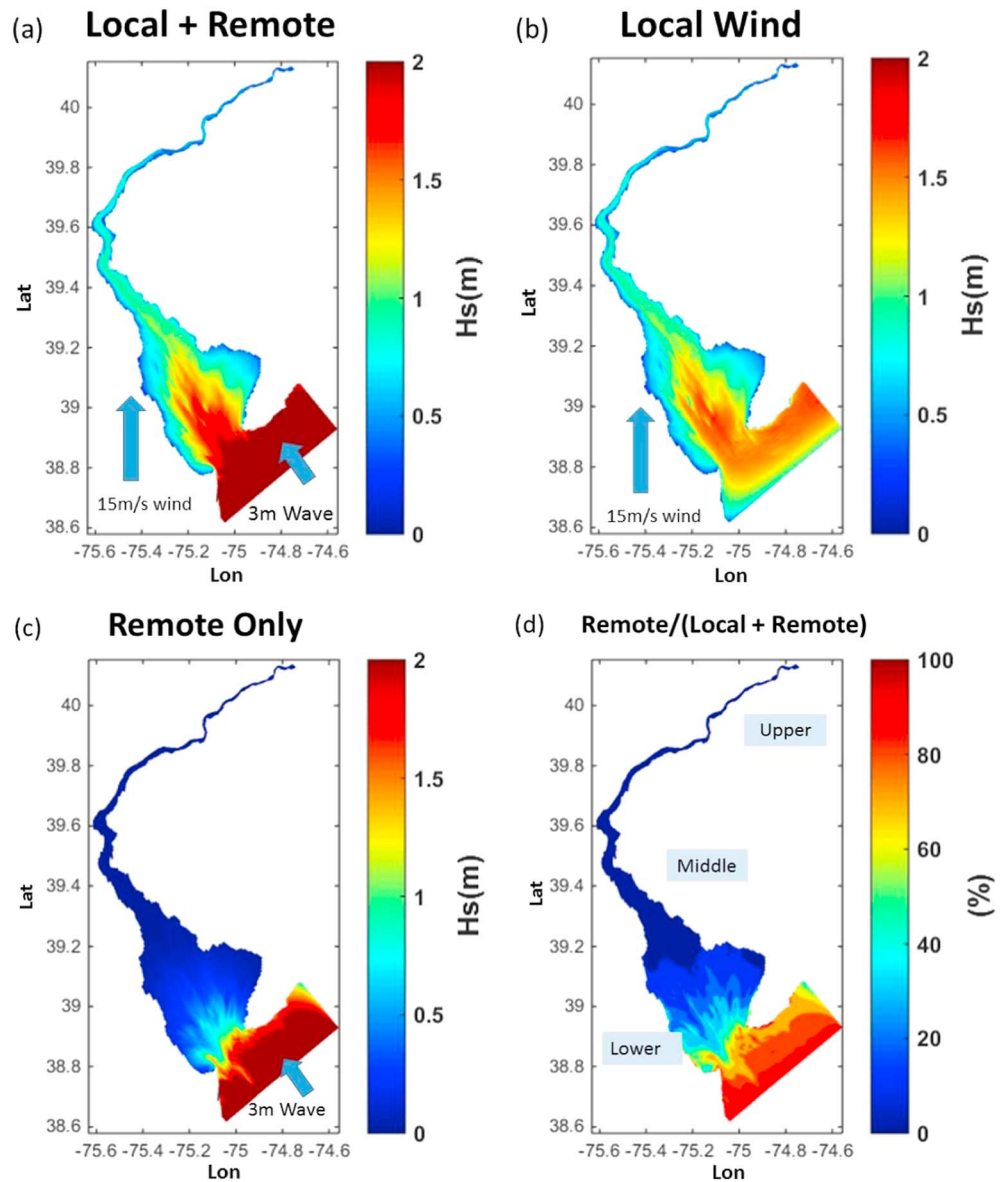 (a) Local + Remote
40
39.8
39.6
39.4
39.2
39
38.8
38.6
Lat
-75.6 -75.4 -75.2 -75 -74.8 -74.6
Lon
15m/s wind
3m Wave
2
1.5
1
0.5
0
Hs(m)
(b) Local Wind
40
39.8
39.6
39.4
39.2
39
38.8
38.6
Lat
-75.6 -75.4 -75.2 -75 -74.8 -74.6
Lon
15m/s wind
2
1.5
1
0.5
0
Hs(m)
(c) Remote Only
40
39.8
39.6
39.4
39.2
39
38.8
38.6
Lat
-75.6 -75.4 -75.2 -75 -74.8 -74.6
Lon
3m Wave
2
1.5
1
0.5
0
Hs(m)
(d) Remote/(Local + Remote)
40
39.8
39.6
39.4
39.2
39
38.8
38.6
Lat
-75.6 -75.4 -75.2 -75 -74.8 -74.6
Lon
Upper
Middle
Lower
100
80
60
40
20
0
(%)